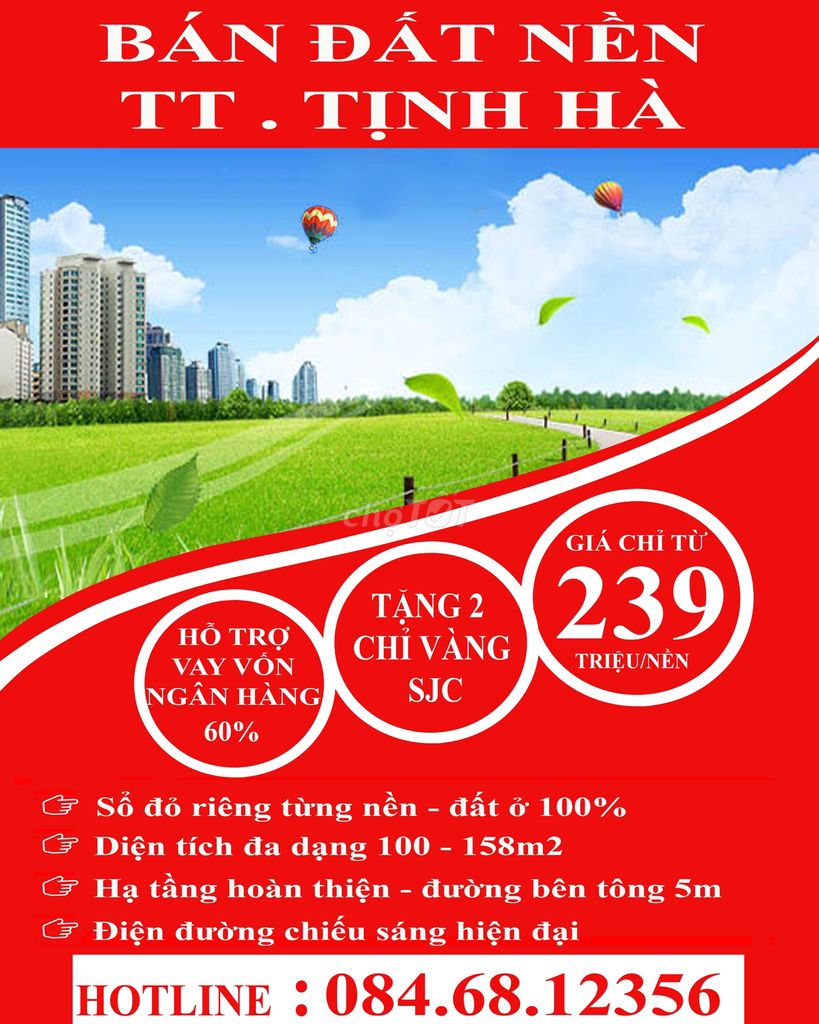 BÁN ĐẤT NỀN
TT . TỊNH HÀ
chợTỐT
GIÁ CHỈ TỪ
239
TRIỆU/NỀN
TẶNG 2
CHỈ VÀNG
SJC
HỖ TRỢ
VAY VỐN
NGÂN HÀNG
60%
Sổ đỏ riêng từng nền - đất ở 100%
Diện tích đa dạng 100 - 158m2
Hạ tầng hoàn thiện - đường bên tông 5m
Điện đường chiếu sáng hiện đại
HOTLINE : 084.68.12356